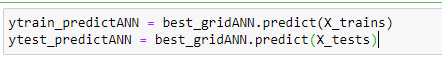 ytrain_predictANN = best_gridANN.predict(X_trains)
ytest_predictANN = best_gridANN.predict(X_tests)